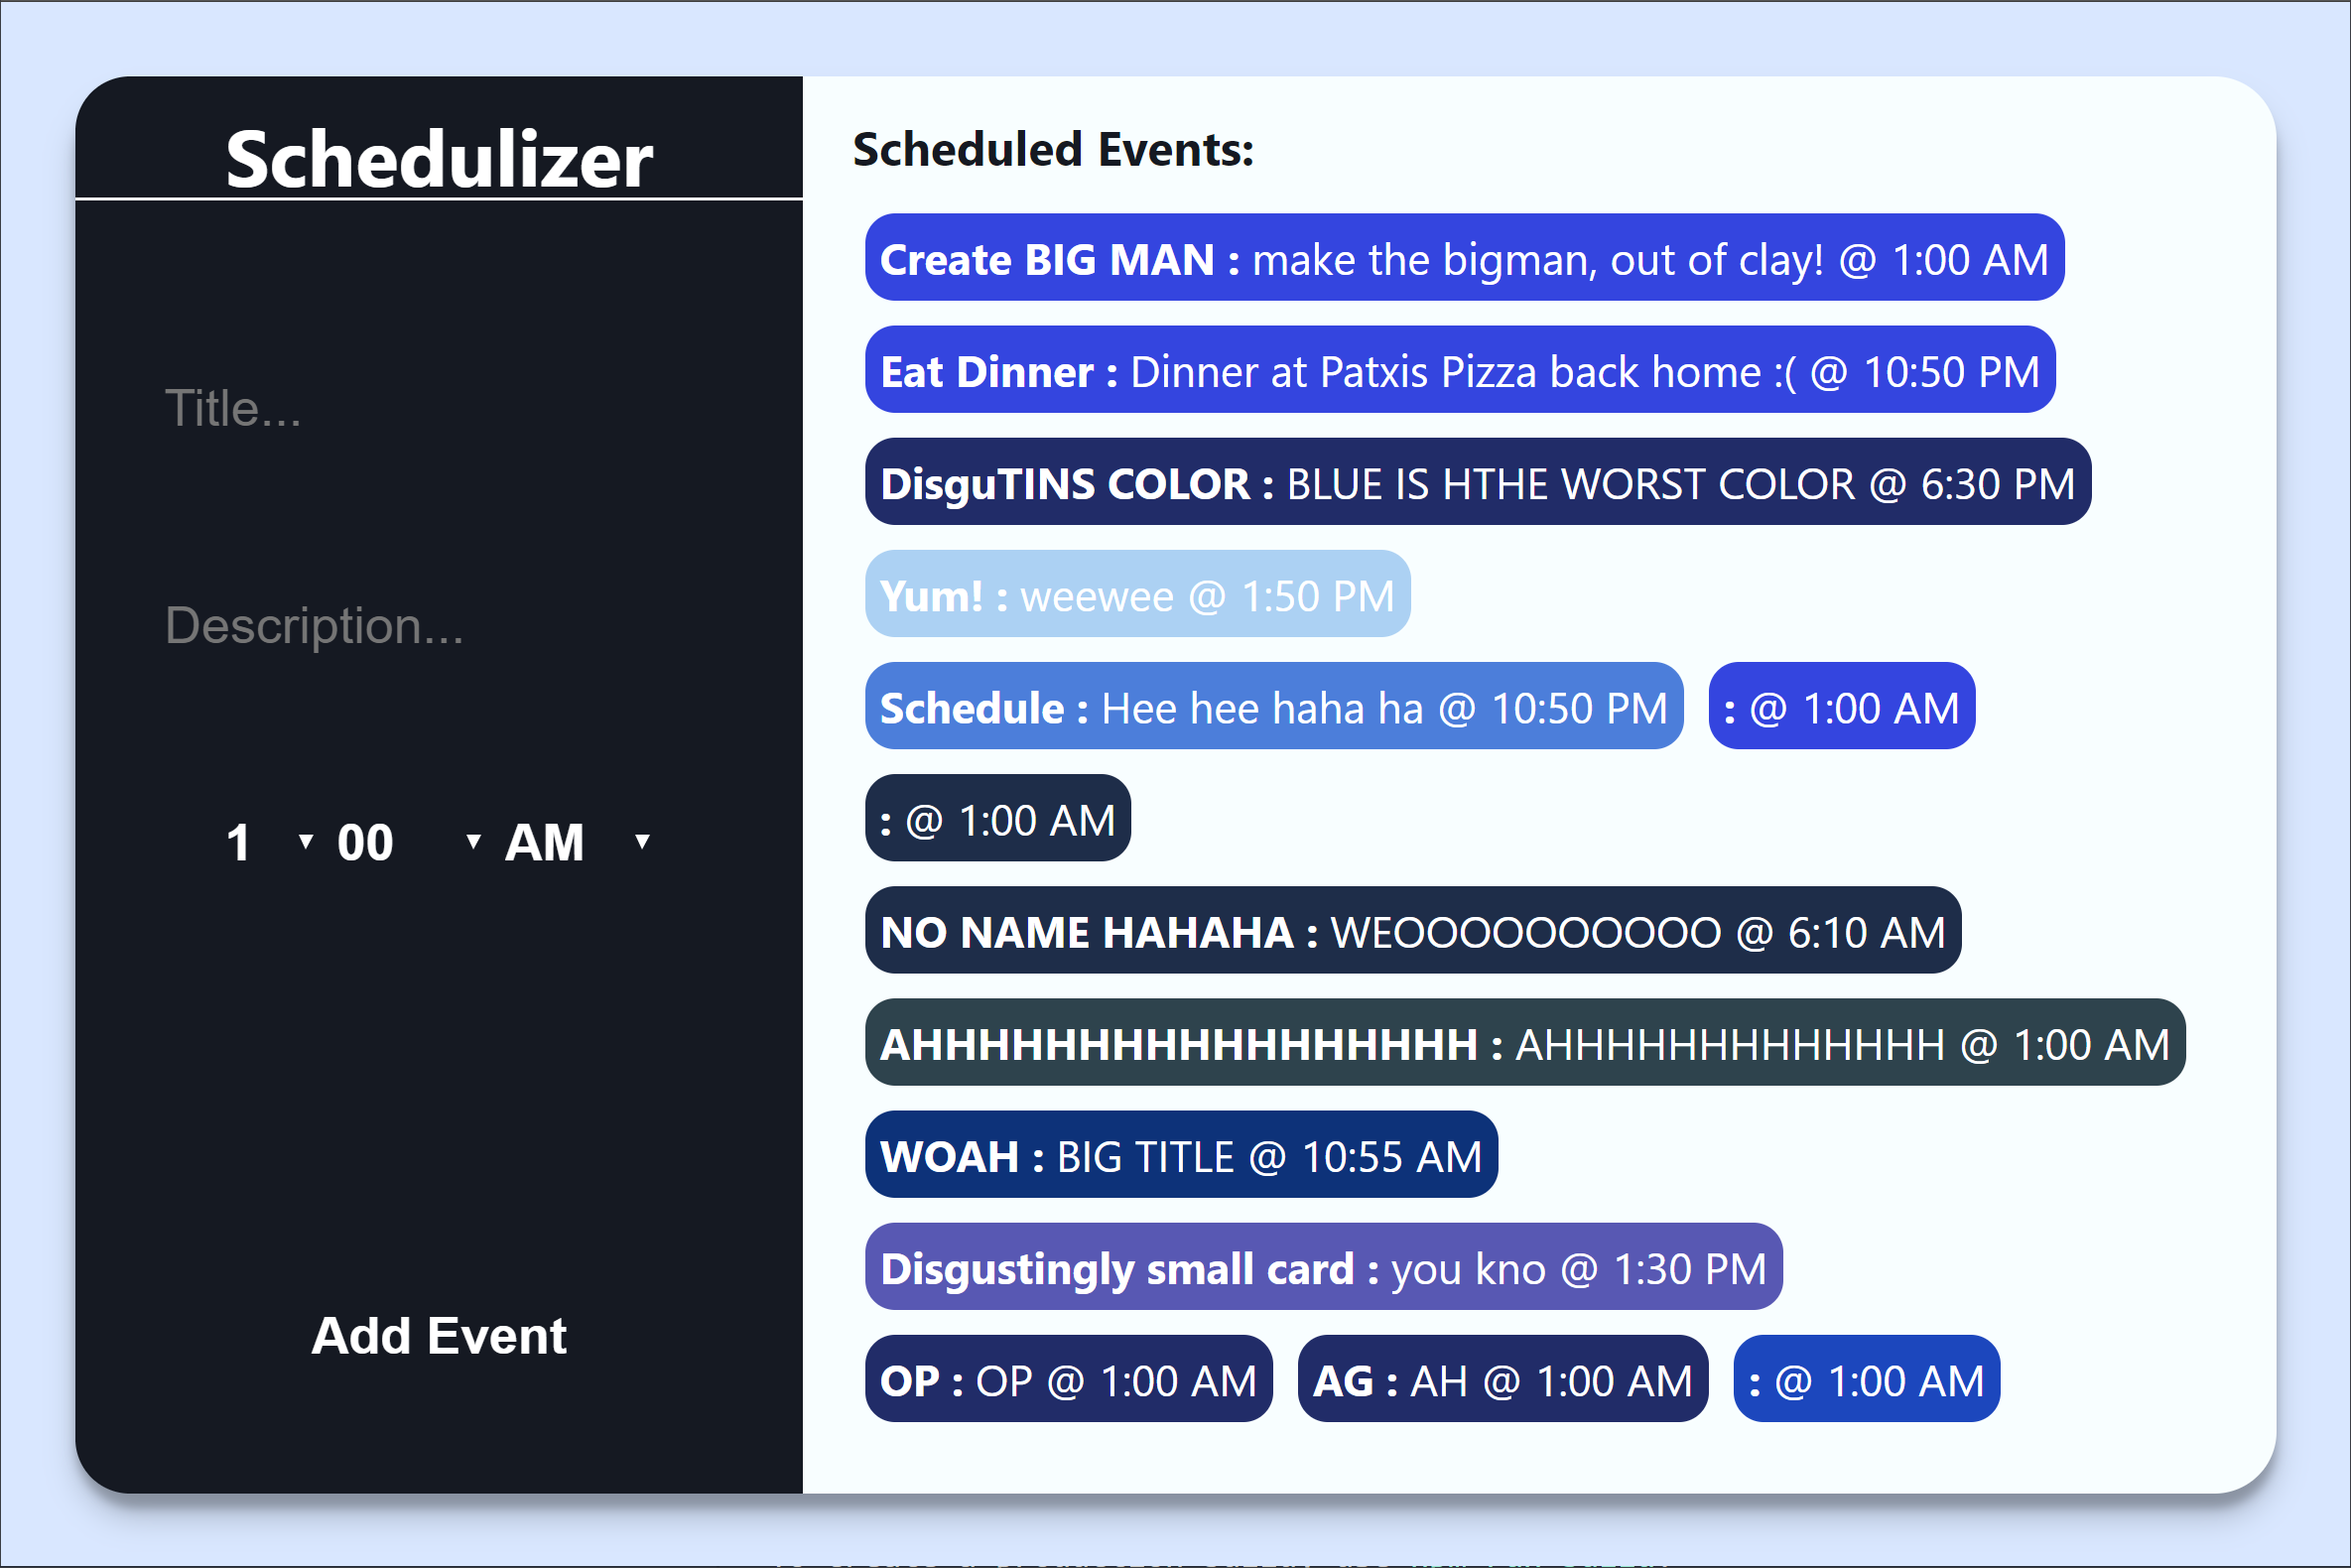 Schedulizer
Title...
Description...
1 ▼ 00 ▼ AM ▼
Add Event
Scheduled Events:
Create BIG MAN : make the bigman, out of clay! @ 1:00 AM
Eat Dinner : Dinner at Patxis Pizza back home :( @ 10:50 PM
DisguTINS COLOR : BLUE IS HTHE WORST COLOR @ 6:30 PM
Yum! : weewee @ 1:50 PM
Schedule : Hee hee haha ha @ 10:50 PM : @ 1:00 AM
: @ 1:00 AM
NO NAME HAHAHA : WEOOOOOOOOOO @ 6:10 AM
AHHHHHHHHHHHHHHHHH : AHHHHHHHHHHHHH @ 1:00 AM
WOAH : BIG TITLE @ 10:55 AM
Disgustingly small card : you kno @ 1:30 PM
OP : OP @ 1:00 AM AG : AH @ 1:00 AM : @ 1:00 AM